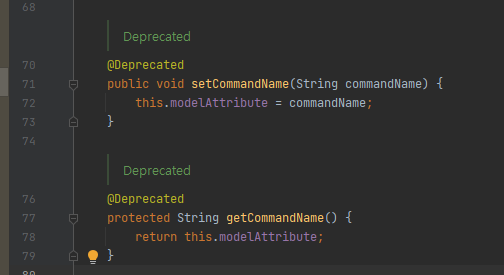 68
Deprecated
70 @Deprecated
71 public void setCommandName(String commandName) {
72 this.modelAttribute = commandName;
73 }
74
Deprecated
76 @Deprecated
77 protected String getCommandName() {
78 return this.modelAttribute;
79 }
80